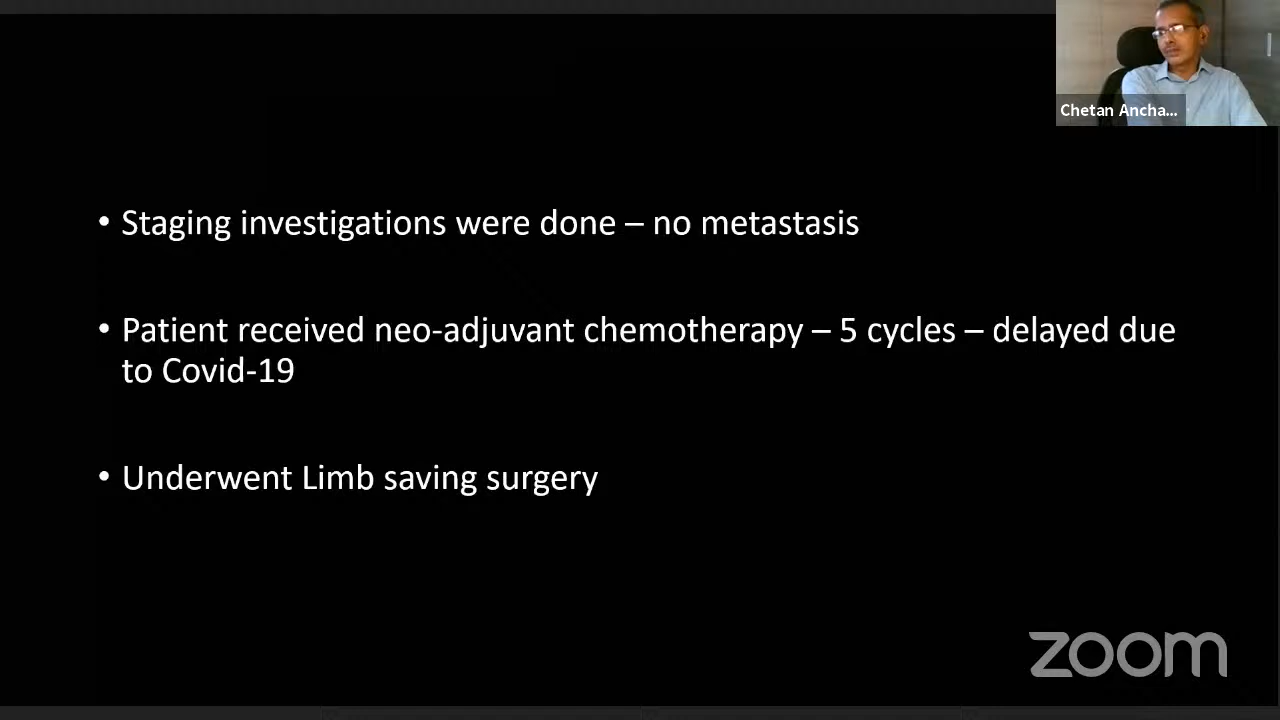 Chetan Ancha...
• Staging investigations were done – no metastasis
• Patient received neo-adjuvant chemotherapy – 5 cycles – delayed due
to Covid-19
• Underwent Limb saving surgery
zoom